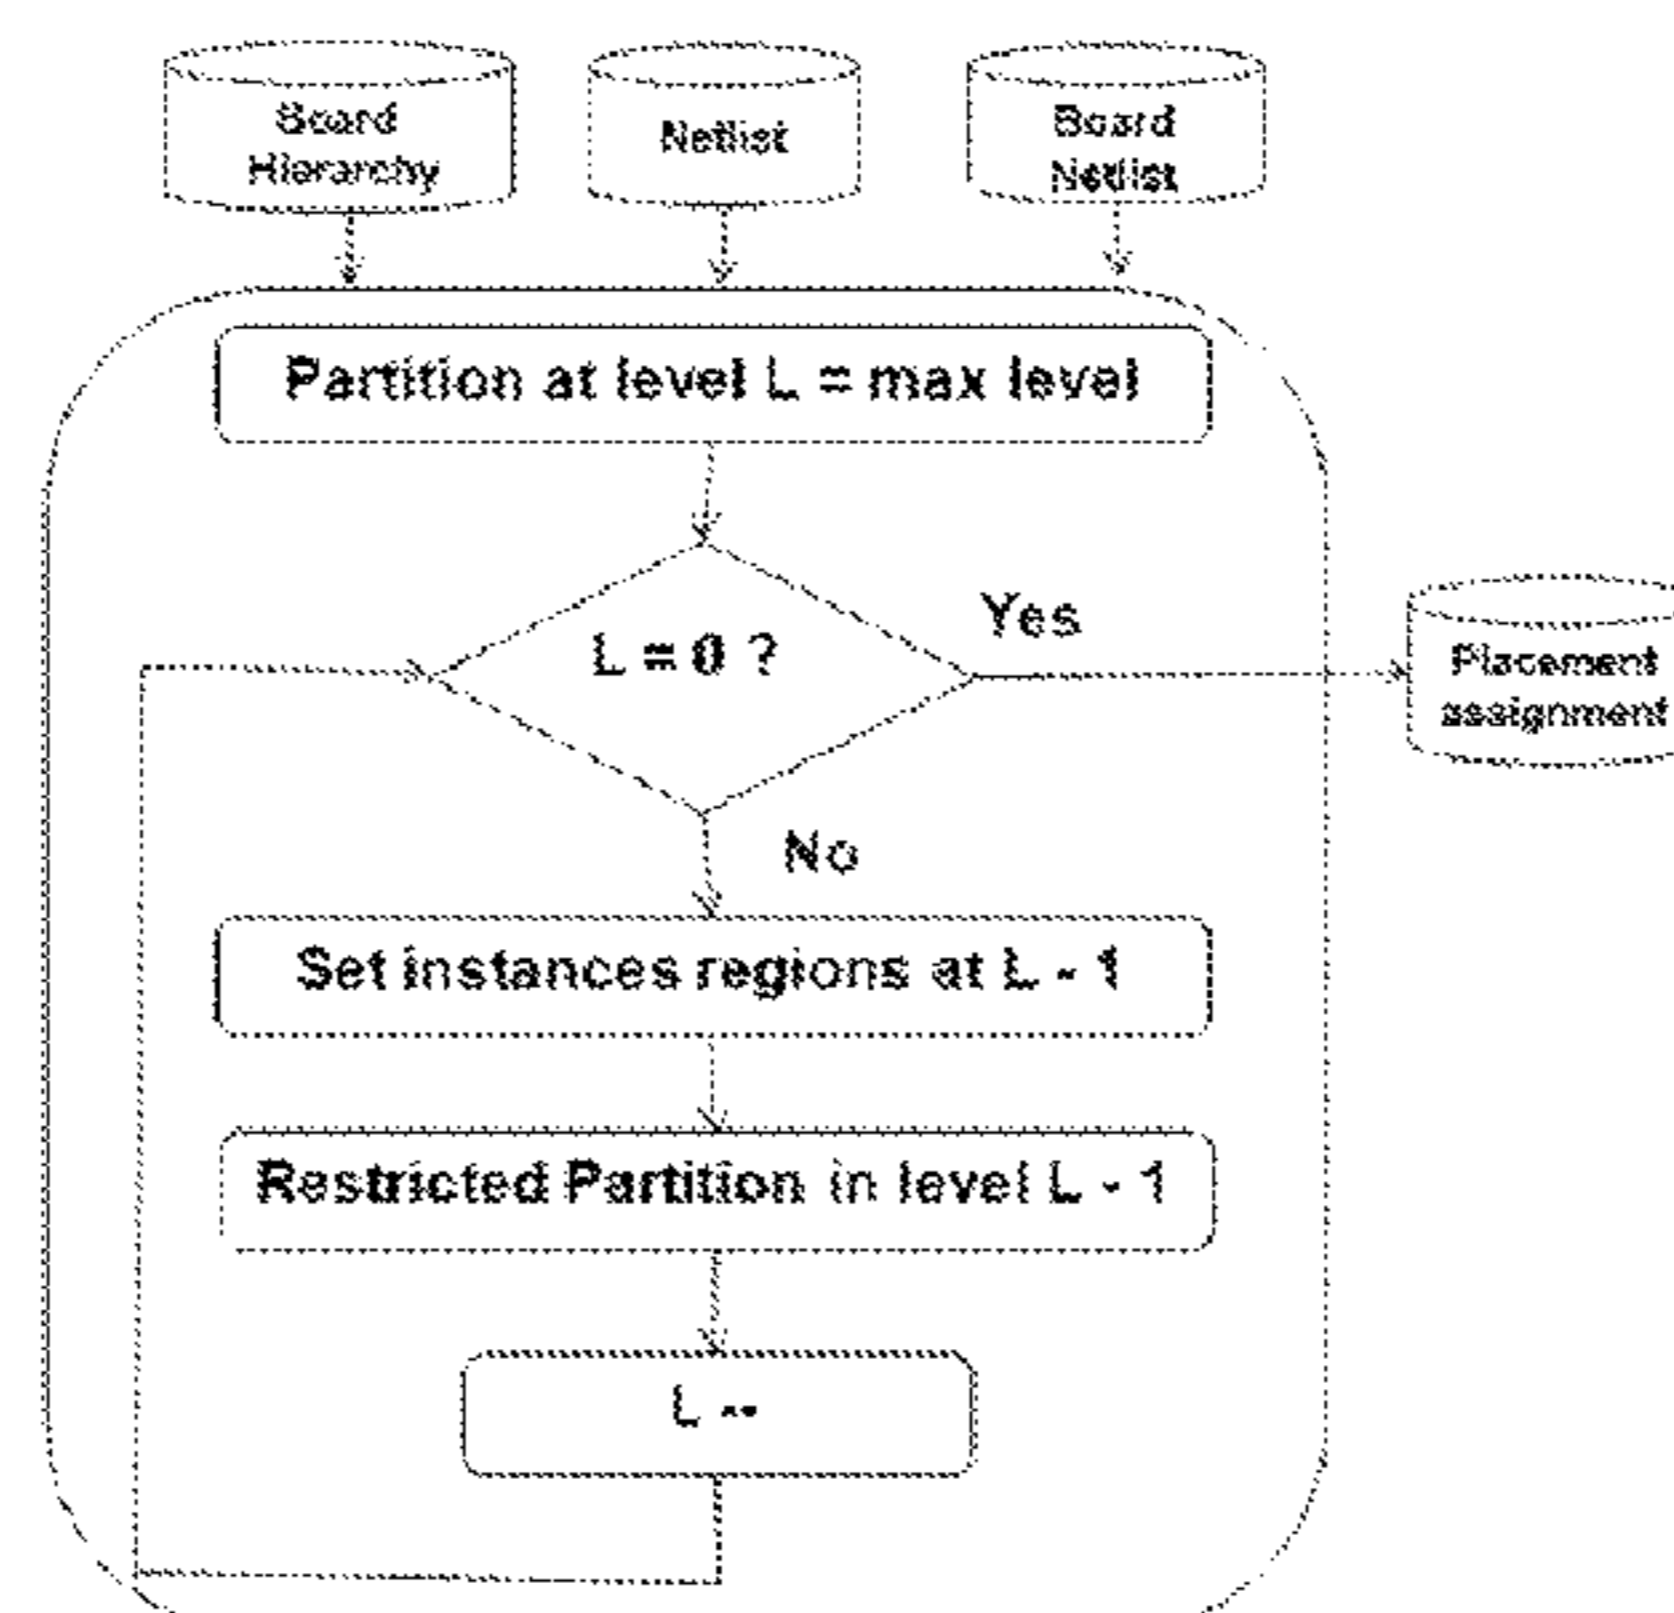 Board
Hierarchy
Netlist
Board
Netlist
Partition at level L = max level
L = 0 ?
Yes
Placement
assignment
No
Set instances regions at L - 1
Restricted Partition in level L - 1
L --